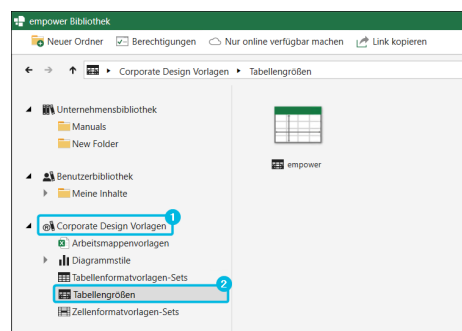 empower Bibliothek
Neuer Ordner Berechtigungen Nur online verfügbar machen Link kopieren
Corporate Design Vorlagen Tabellengrößen
Unternehmensbibliothek
Manuals
New Folder
Benutzerbibliothek
Meine Inhalte
Corporate Design Vorlagen 1
Arbeitsmappenvorlagen
Diagrammstile
Tabellenformatvorlagen-Sets
Tabellengrößen 2
Zellenformatvorlagen-Sets
empower